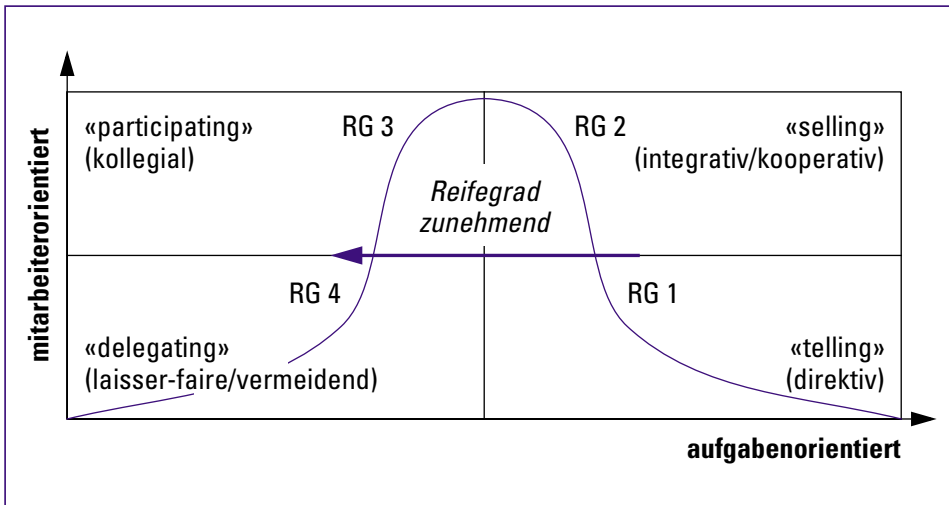 mitarbeiterorientiert
«participating»
(kollegial)
RG 3
RG 2
«selling»
(integrativ/kooperativ)
Reifegrad
zunehmend
RG 4
RG 1
«delegating»
(laisser-faire/vermeidend)
«telling»
(direktiv)
aufgabenorientiert